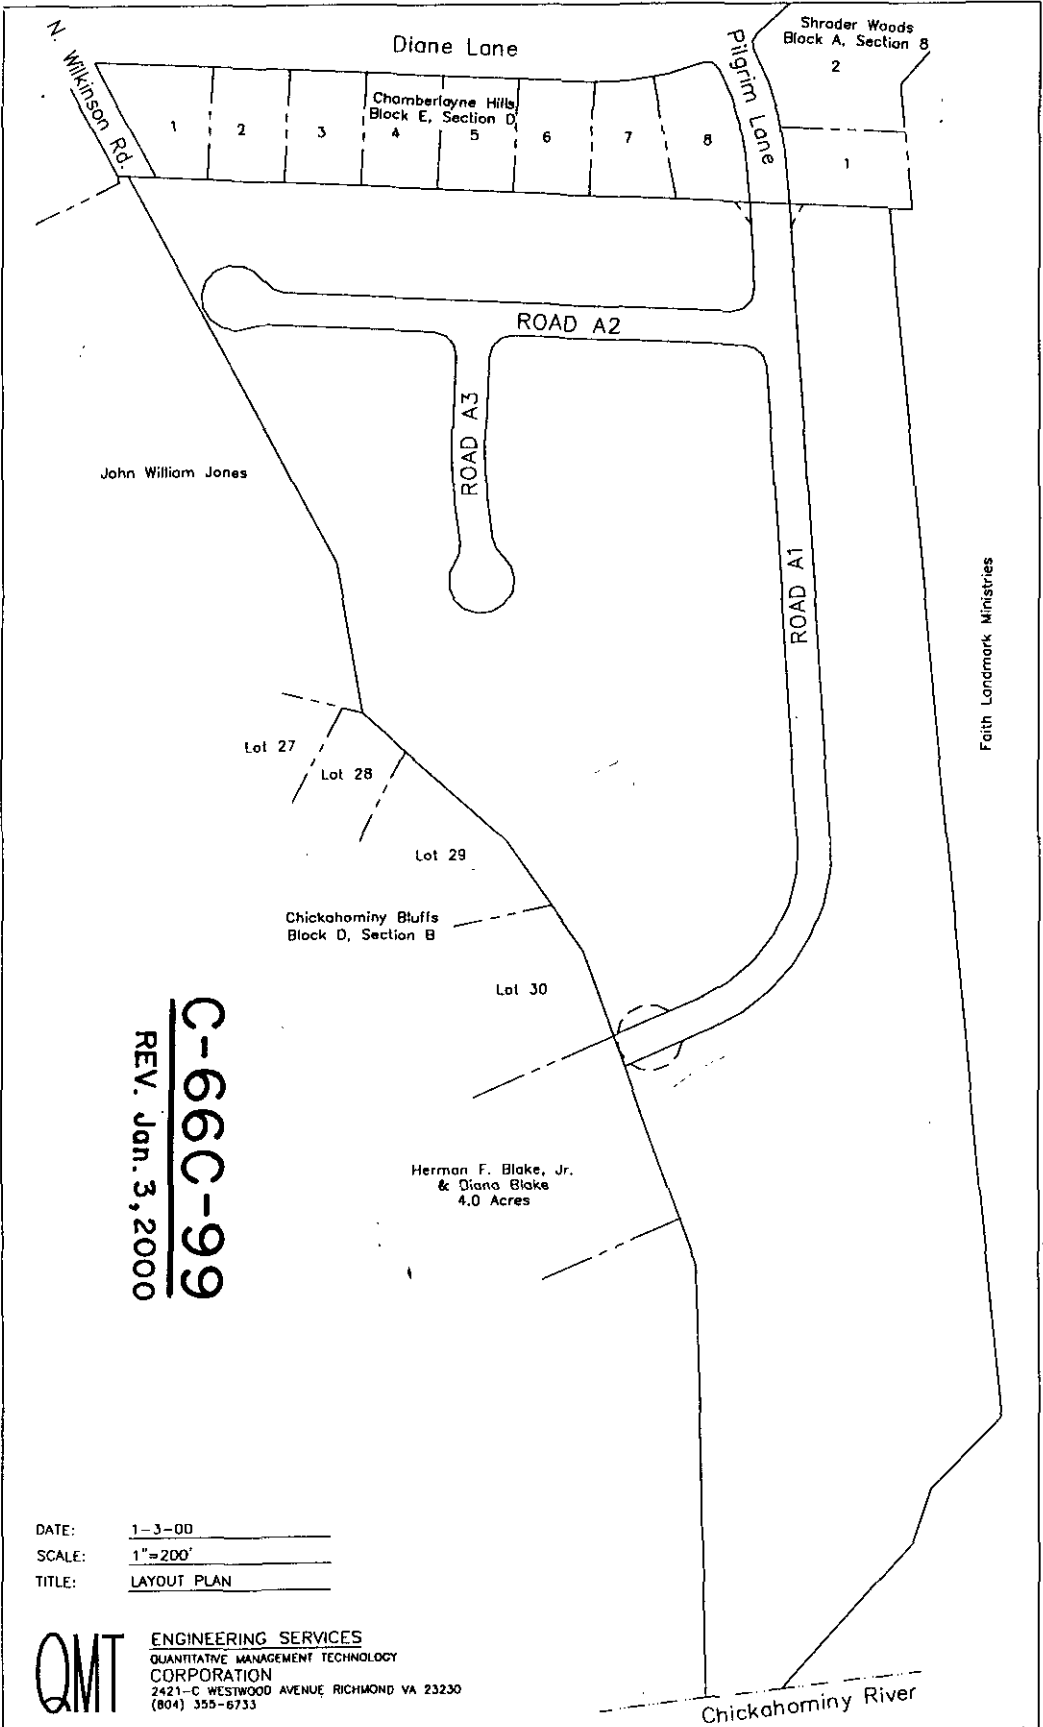 N. Wilkinson Rd.
Diane Lane
Pilgrim Lane
Shrader Woods
Block A, Section 8
2
1
Chamberlayne Hills
Block E, Section D
1
2
3
4
5
6
7
8
ROAD A2
ROAD A3
ROAD A1
John William Jones
Faith Landmark Ministries
Lot 27
Lot 28
Lot 29
Chickahominy Bluffs
Block D, Section B
Lot 30
C-66C-99
REV. Jan. 3, 2000
Herman F. Blake, Jr.
& Diana Blake
4.0 Acres
DATE: 1-3-00
SCALE: 1"=200'
TITLE: LAYOUT PLAN
QMT
ENGINEERING SERVICES
QUANTITATIVE MANAGEMENT TECHNOLOGY
CORPORATION
2421-C WESTWOOD AVENUE RICHMOND VA 23230
(804) 355-6733
Chickahominy River